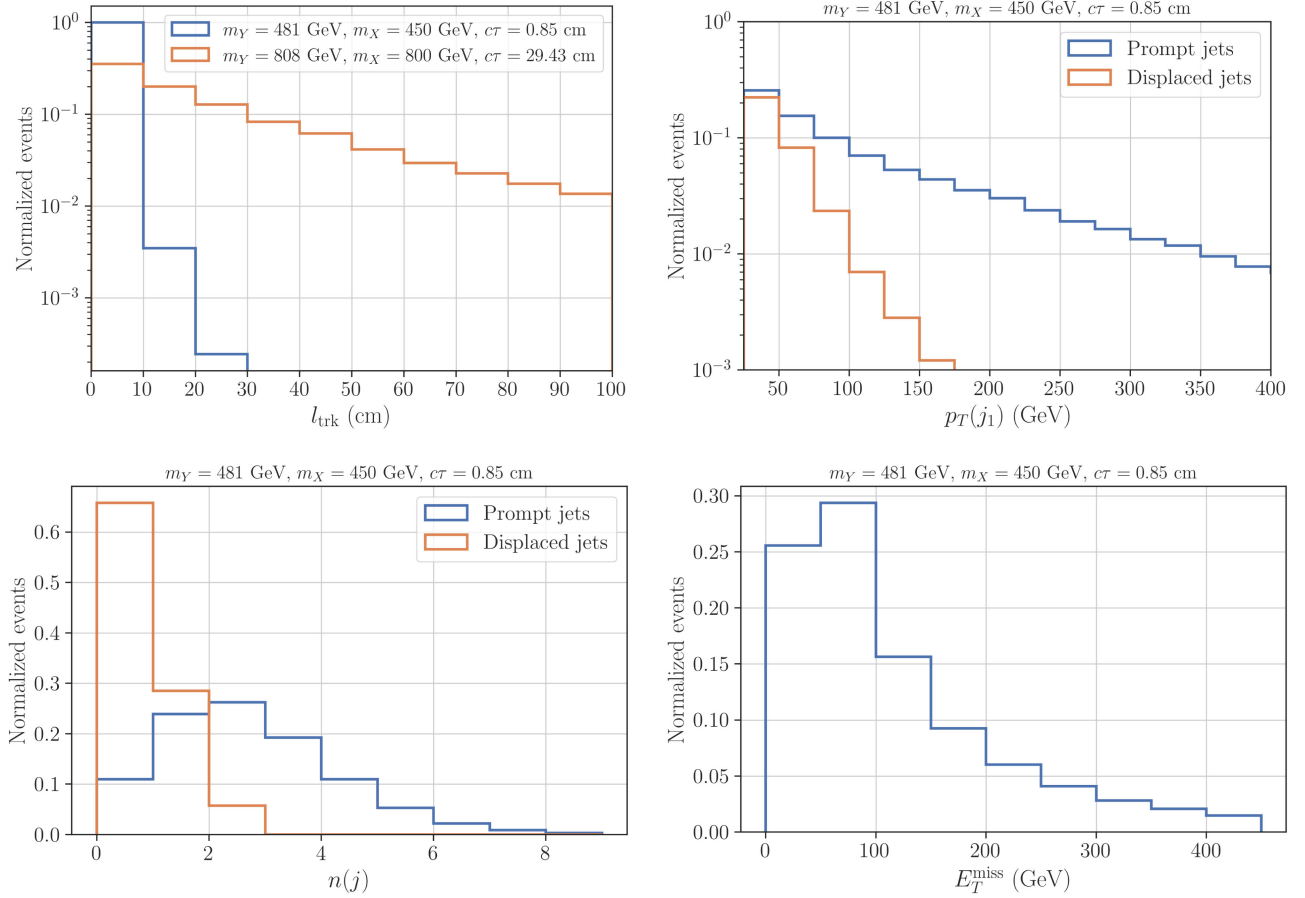 10⁰
10⁻¹
10⁻²
10⁻³
Normalized events
m_Y = 481 GeV, m_X = 450 GeV, cτ = 0.85 cm
m_Y = 808 GeV, m_X = 800 GeV, cτ = 29.43 cm
0 10 20 30 40 50 60 70 80 90 100
l_trk (cm)
m_Y = 481 GeV, m_X = 450 GeV, cτ = 0.85 cm
10⁰
10⁻¹
10⁻²
10⁻³
Normalized events
Prompt jets
Displaced jets
50 100 150 200 250 300 350 400
p_T(j₁) (GeV)
m_Y = 481 GeV, m_X = 450 GeV, cτ = 0.85 cm
0.6
0.5
0.4
0.3
0.2
0.1
0.0
Normalized events
Prompt jets
Displaced jets
0 2 4 6 8
n(j)
m_Y = 481 GeV, m_X = 450 GeV, cτ = 0.85 cm
0.30
0.25
0.20
0.15
0.10
0.05
0.00
Normalized events
0 100 200 300 400
E_T^miss (GeV)